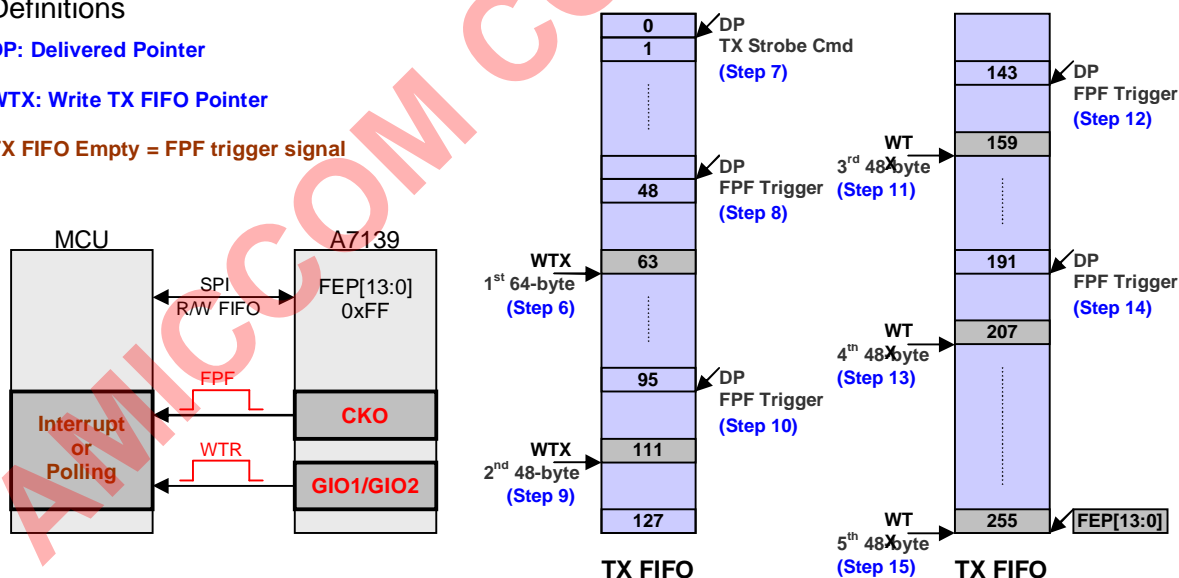 Definitions
DP: Delivered Pointer
WTX: Write TX FIFO Pointer
TX FIFO Empty = FPF trigger signal
MCU
A7139
SPI
R/W FIFO
FEP[13:0]
0xFF
FPF
CKO
Interrupt
or
Polling
WTR
GIO1/GIO2
0
1
DP
TX Strobe Cmd
(Step 7)
DP
FPF Trigger
(Step 8)
48
WTX
1st 64-byte
(Step 6)
63
95
DP
FPF Trigger
(Step 10)
WTX
2nd 48-byte
(Step 9)
111
127
TX FIFO
143
DP
FPF Trigger
(Step 12)
WTX
3rd 48-byte
(Step 11)
159
191
DP
FPF Trigger
(Step 14)
WTX
4th 48-byte
(Step 13)
207
WTX
5th 48-byte
(Step 15)
255
FEP[13:0]
TX FIFO
AMICCOM